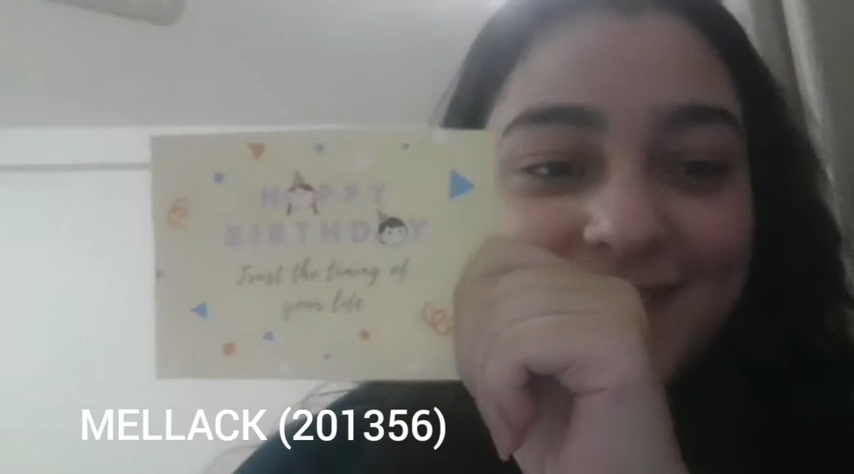 HAPPY
BIRTHDAY
Trust the timing of
your life
MELLACK (201356)